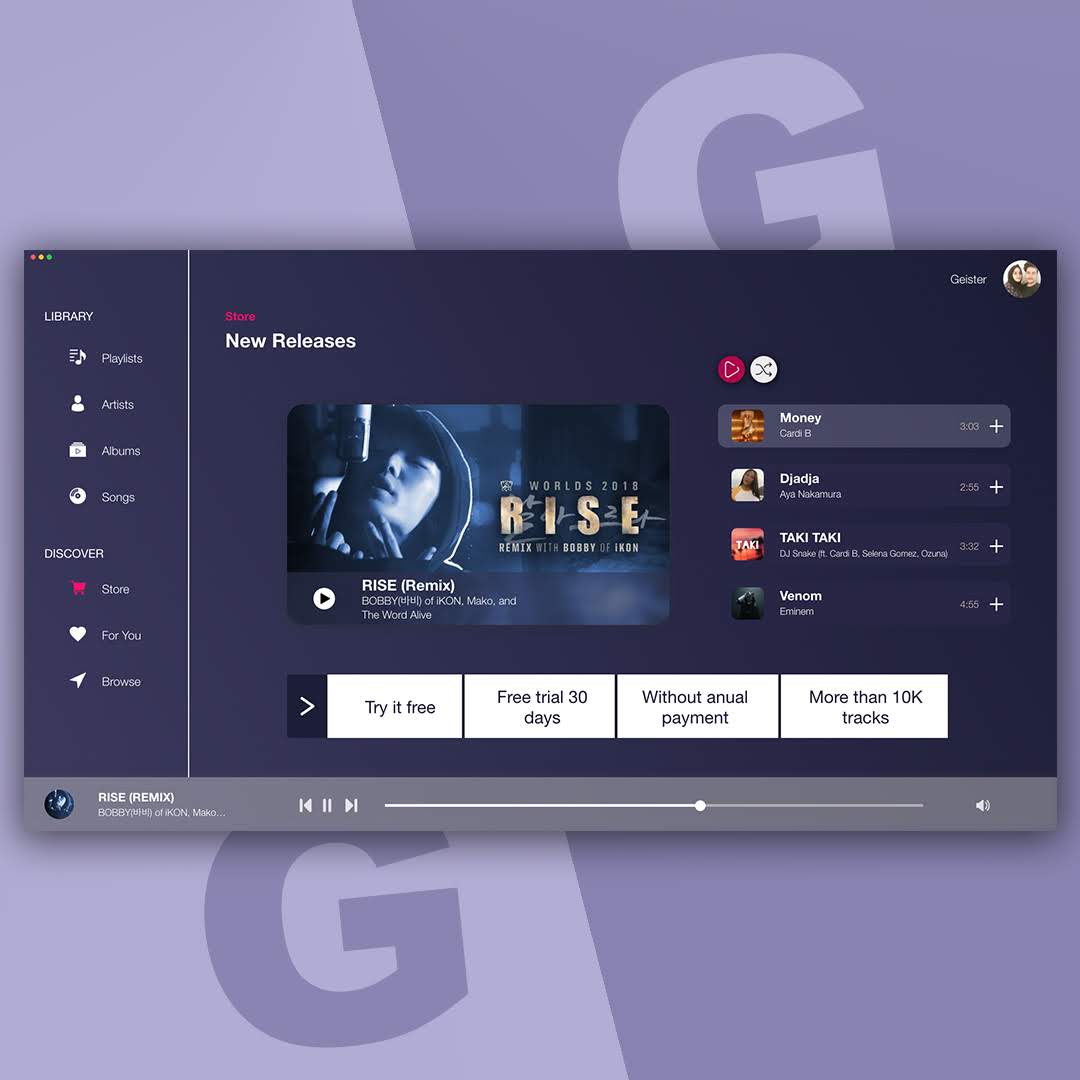 G
Geister
LIBRARY
Playlists
Artists
Albums
Songs
DISCOVER
Store
For You
Browse
Store
New Releases
WORLDS 2018
RISE
REMIX WITH BOBBY OF iKON
RISE (Remix)
BOBBY(바비) of iKON, Mako, and
The Word Alive
Money
Cardi B
3:03
Djadja
Aya Nakamura
2:55
TAKI
TAKI TAKI
DJ Snake (ft. Cardi B, Selena Gomez, Ozuna)
3:32
Venom
Eminem
4:55
Try it free
Free trial 30
days
Without anual
payment
More than 10K
tracks
RISE (REMIX)
BOBBY(바비) of iKON, Mako...
G